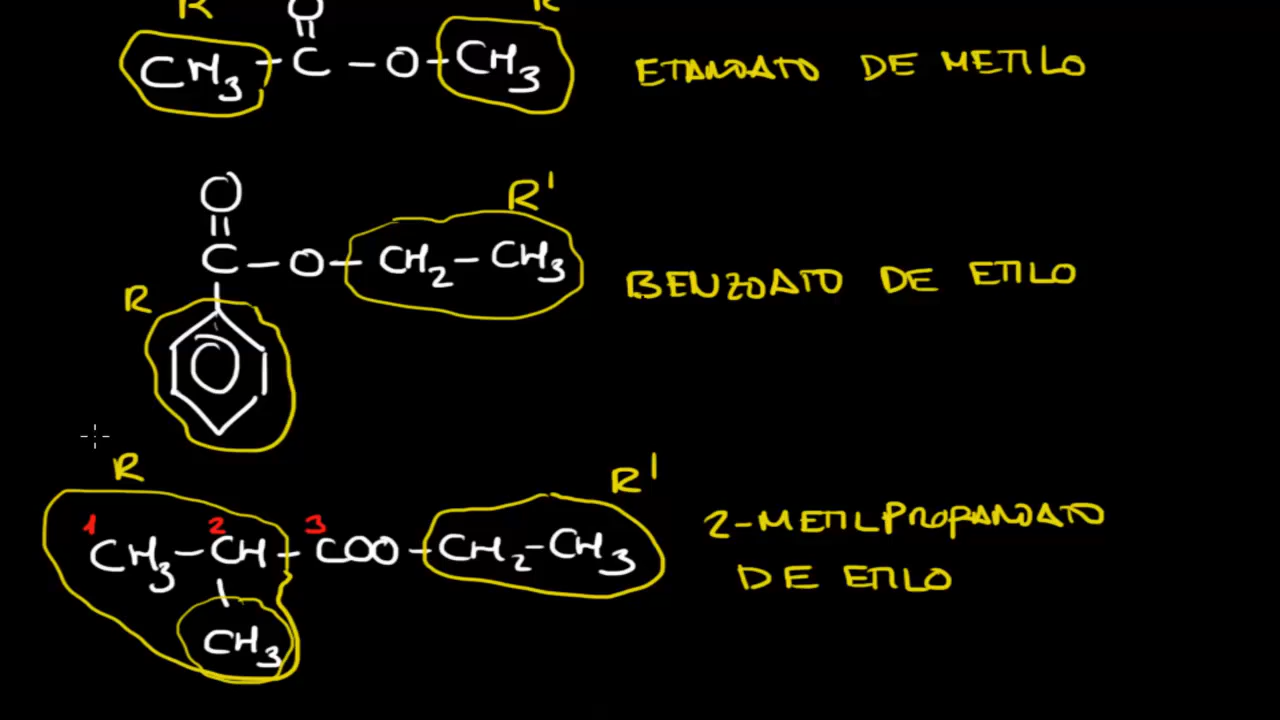 R R
O
CH3 – C – O – CH3 ETANOATO DE METILO
O R'
C – O – CH2 – CH3 BENZOATO DE ETILO
R
R R'
1 2 3
CH3 – CH – COO – CH2 – CH3 2-METILPROPANOATO
DE ETILO
CH3